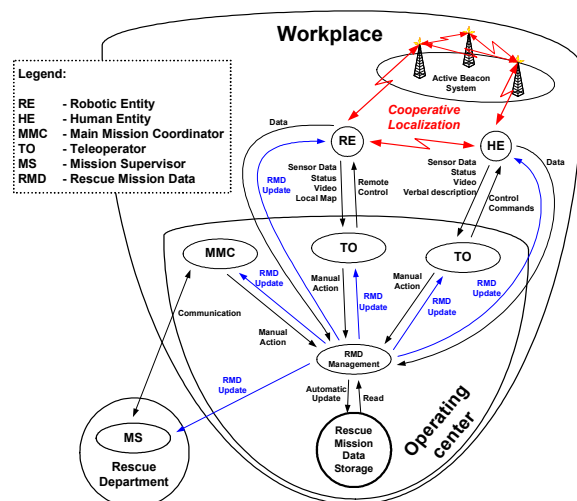 Workplace
Legend:
RE - Robotic Entity
HE - Human Entity
MMC - Main Mission Coordinator
TO - Teleoperator
MS - Mission Supervisor
RMD - Rescue Mission Data
Active Beacon
System
Cooperative
Localization
Data
RE
HE
Data
RMD
Update
Sensor Data
Status
Video
Local Map
Remote
Control
Sensor Data
Status
Video
Verbal description
Control
Commands
MMC
TO
TO
RMD
Update
Manual
Action
RMD
Update
Manual
Action
RMD
Update
RMD
Update
Communication
Manual
Action
RMD
Management
RMD
Update
Automatic
Update
Read
MS
Rescue
Department
Rescue
Mission
Data
Storage
Operating
center